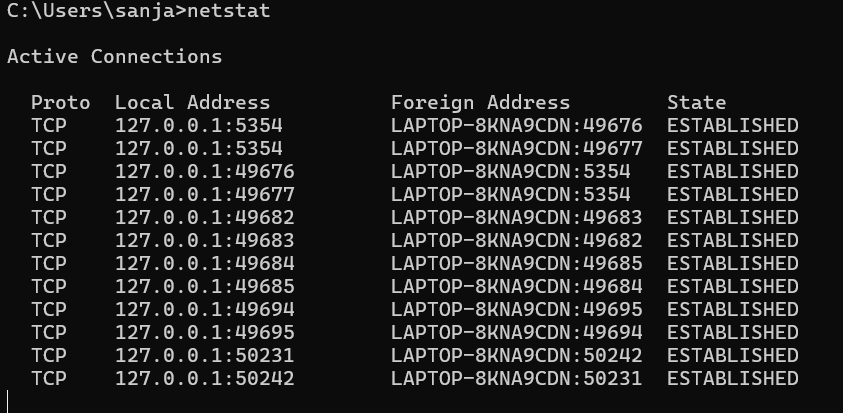 C:\Users\sanja>netstat
Active Connections
Proto  Local Address          Foreign Address        State
TCP    127.0.0.1:5354         LAPTOP-8KNA9CDN:49676  ESTABLISHED
TCP    127.0.0.1:5354         LAPTOP-8KNA9CDN:49677  ESTABLISHED
TCP    127.0.0.1:49676        LAPTOP-8KNA9CDN:5354   ESTABLISHED
TCP    127.0.0.1:49677        LAPTOP-8KNA9CDN:5354   ESTABLISHED
TCP    127.0.0.1:49682        LAPTOP-8KNA9CDN:49683  ESTABLISHED
TCP    127.0.0.1:49683        LAPTOP-8KNA9CDN:49682  ESTABLISHED
TCP    127.0.0.1:49684        LAPTOP-8KNA9CDN:49685  ESTABLISHED
TCP    127.0.0.1:49685        LAPTOP-8KNA9CDN:49684  ESTABLISHED
TCP    127.0.0.1:49694        LAPTOP-8KNA9CDN:49695  ESTABLISHED
TCP    127.0.0.1:49695        LAPTOP-8KNA9CDN:49694  ESTABLISHED
TCP    127.0.0.1:50231        LAPTOP-8KNA9CDN:50242  ESTABLISHED
TCP    127.0.0.1:50242        LAPTOP-8KNA9CDN:50231  ESTABLISHED